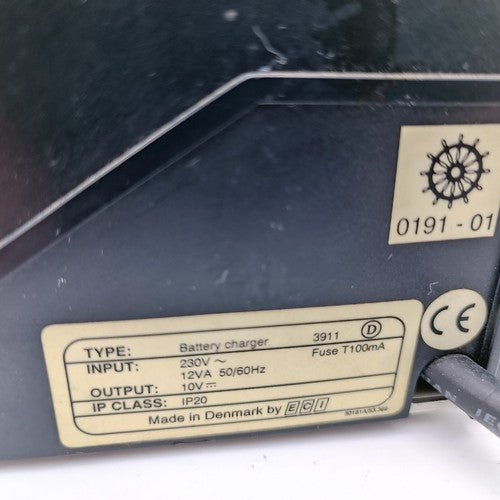 0191 - 01
CE
TYPE: Battery charger 3911 D
INPUT: 230V ~ Fuse T100mA
12VA 50/60Hz
OUTPUT: 10V
IP CLASS: IP20
Made in Denmark by ECI